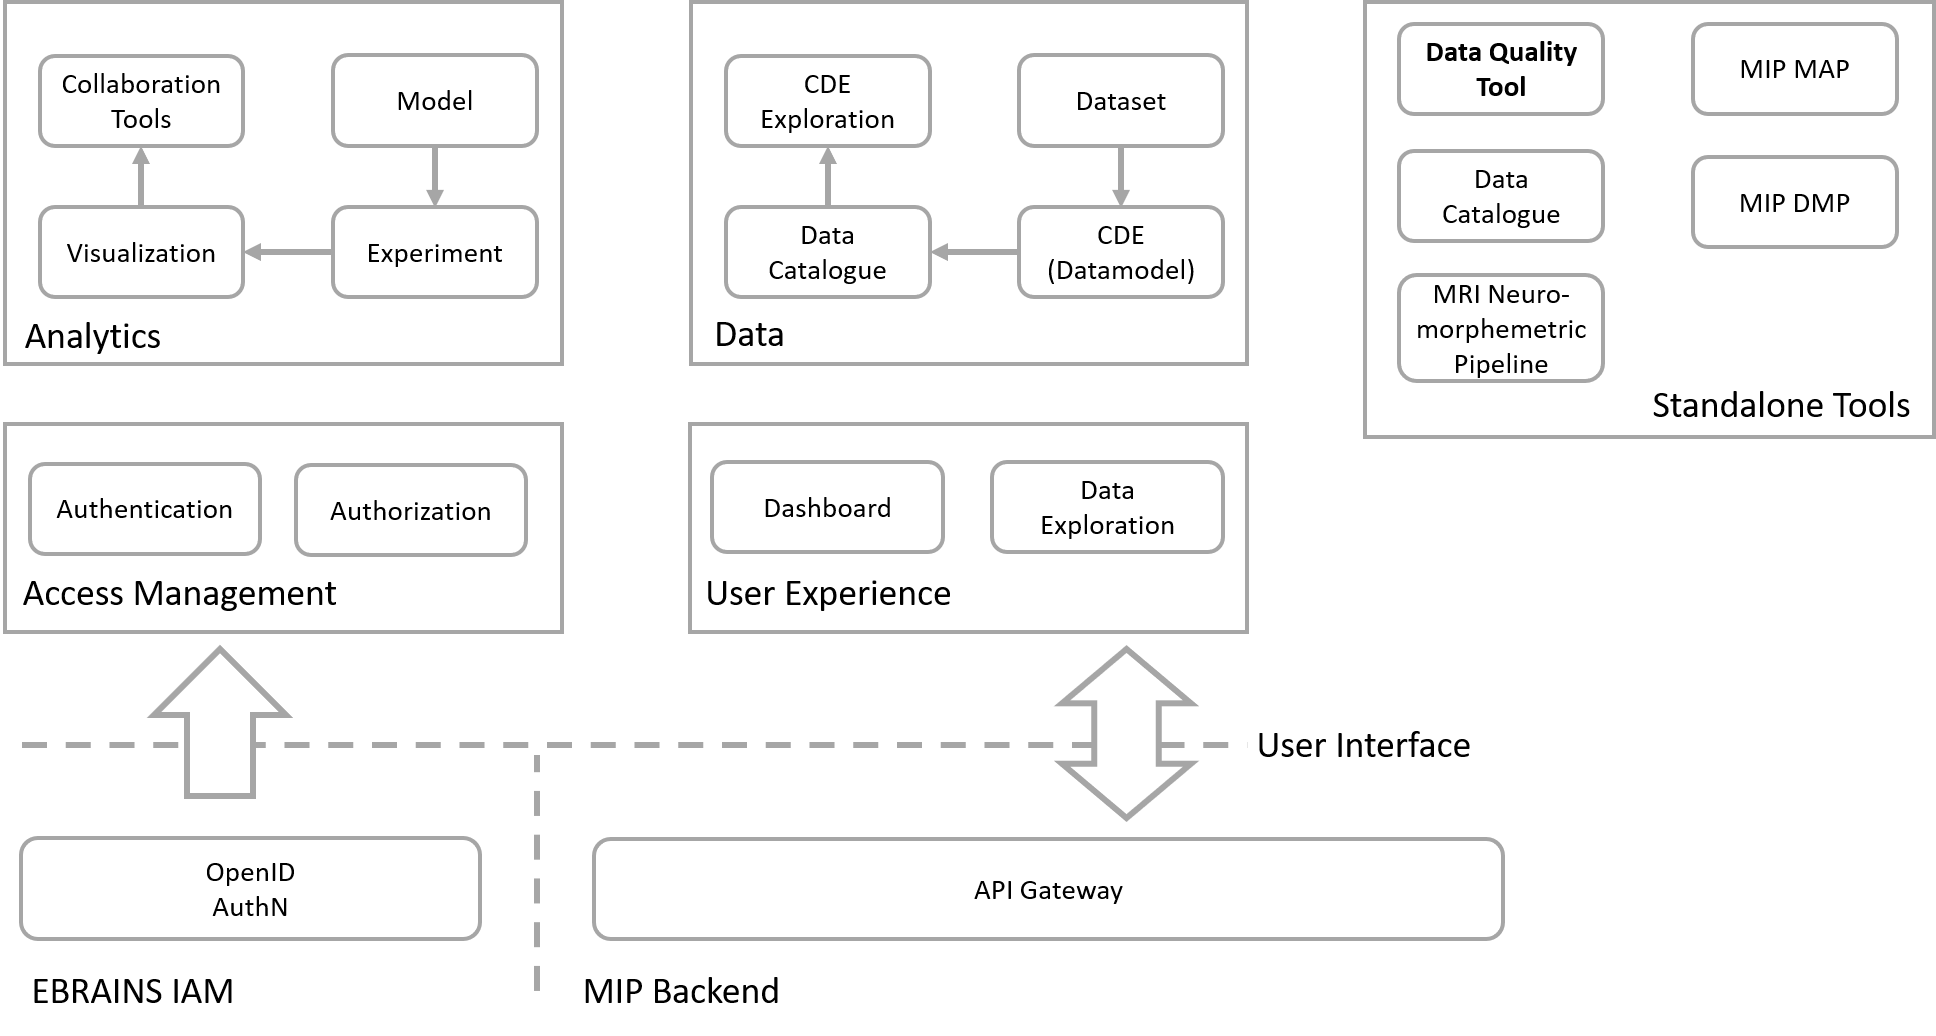 Collaboration
Tools
Model
Visualization
Experiment
Analytics
CDE
Exploration
Dataset
Data
Catalogue
CDE
(Datamodel)
Data
Data Quality
Tool
MIP MAP
Data
Catalogue
MIP DMP
MRI Neuro-
morphemetric
Pipeline
Standalone Tools
Authentication
Authorization
Access Management
Dashboard
Data
Exploration
User Experience
User Interface
OpenID
AuthN
API Gateway
EBRAINS IAM
MIP Backend